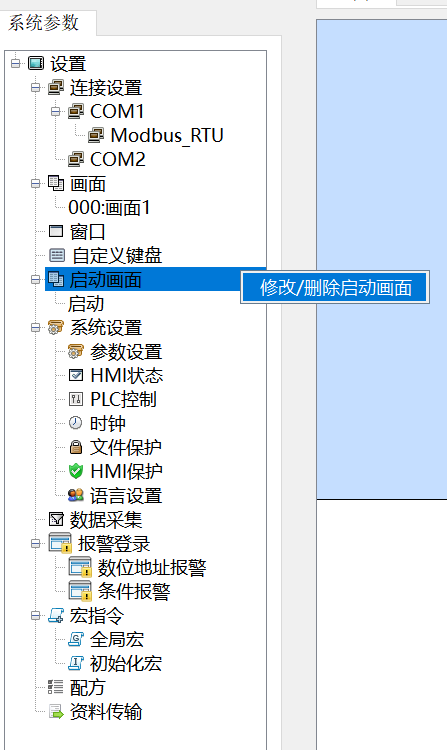 系统参数
设置
连接设置
COM1
Modbus_RTU
COM2
画面
000:画面1
窗口
自定义键盘
启动画面
修改/删除启动画面
启动
系统设置
参数设置
HMI状态
PLC控制
时钟
文件保护
HMI保护
语言设置
数据采集
报警登录
数位地址报警
条件报警
宏指令
全局宏
初始化宏
配方
资料传输